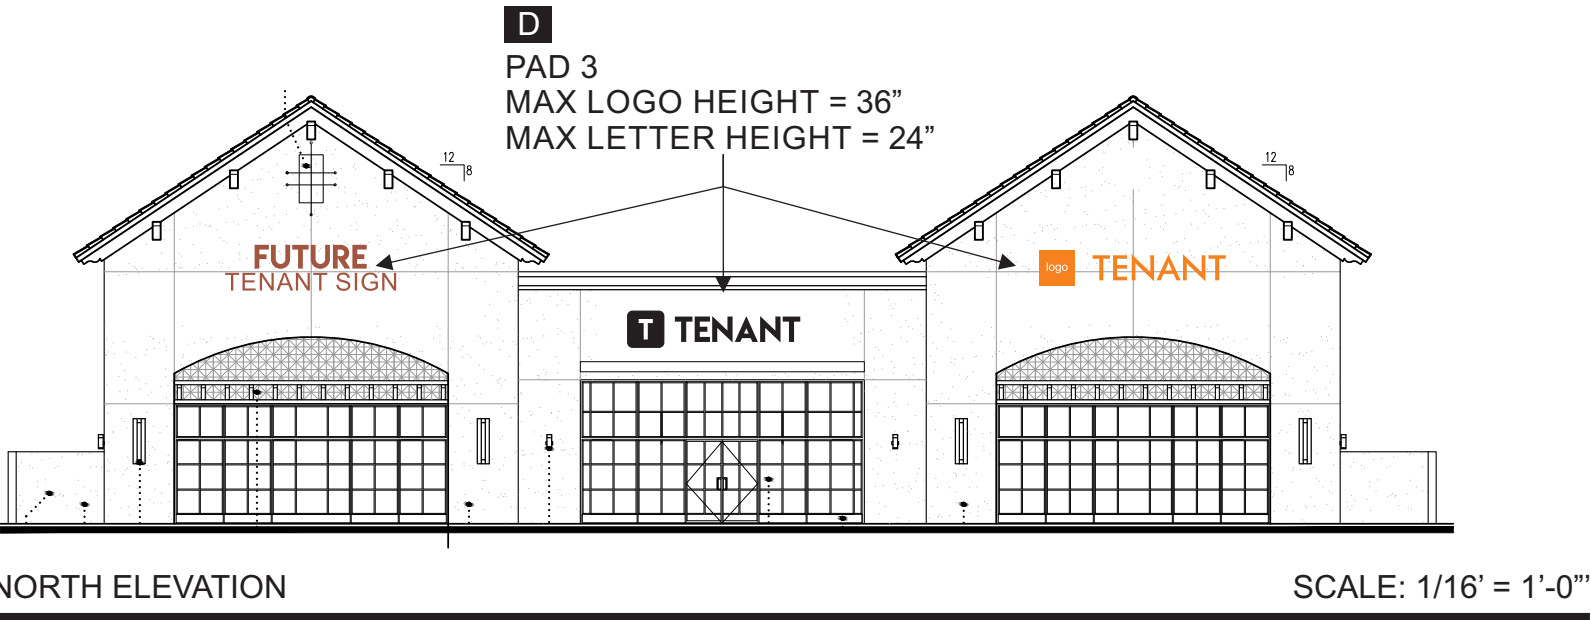 D
PAD 3
MAX LOGO HEIGHT = 36”
MAX LETTER HEIGHT = 24”
12
8
12
8
FUTURE
TENANT SIGN
logo TENANT
T TENANT
NORTH ELEVATION
SCALE: 1/16’ = 1’-0”’